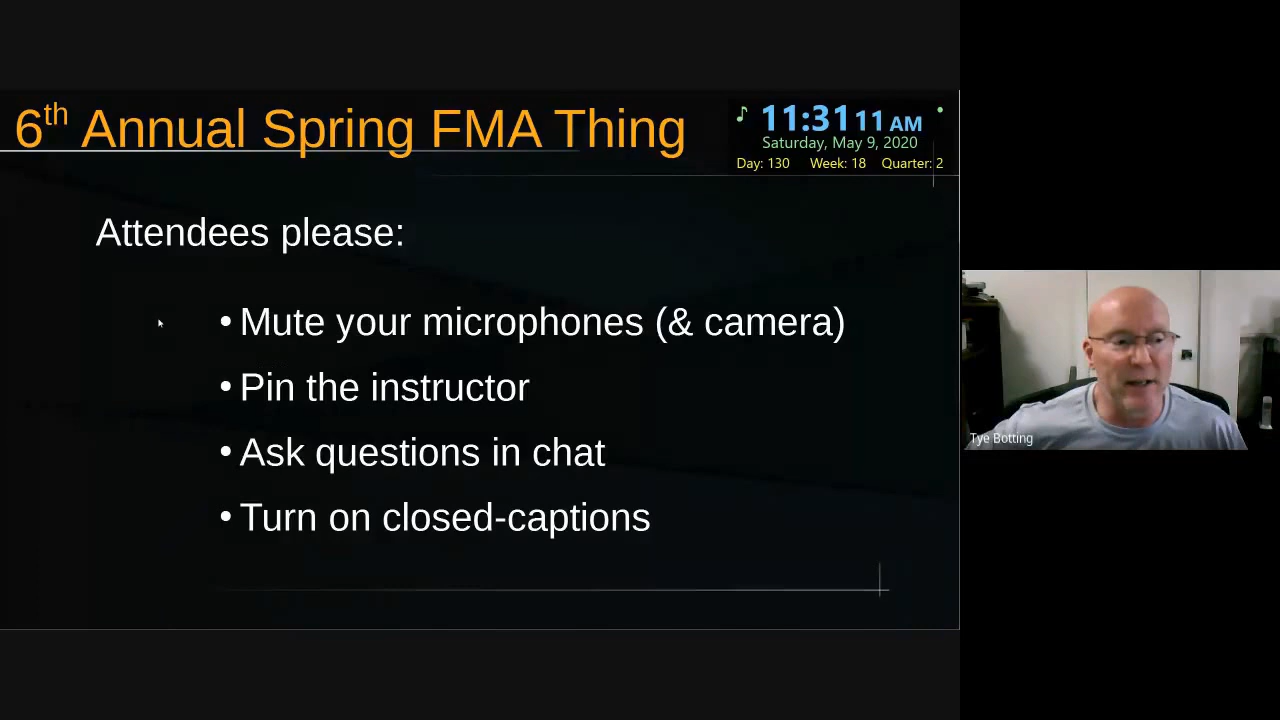 6th Annual Spring FMA Thing
♪ 11:31 11 AM
Saturday, May 9, 2020
Day: 130 Week: 18 Quarter: 2
Attendees please:
• Mute your microphones (& camera)
• Pin the instructor
• Ask questions in chat
• Turn on closed-captions
Tye Botting